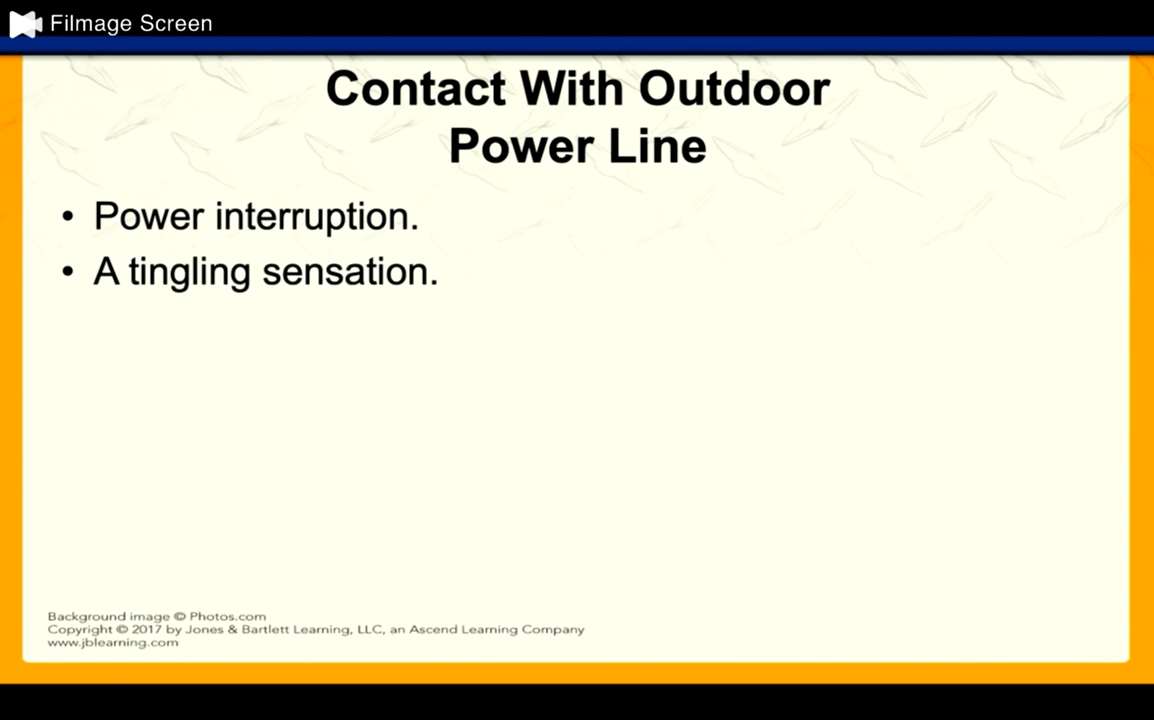 Filmage Screen
Contact With Outdoor
Power Line
• Power interruption.
• A tingling sensation.
Background image © Photos.com
Copyright © 2017 by Jones & Bartlett Learning, LLC, an Ascend Learning Company
www.jblearning.com